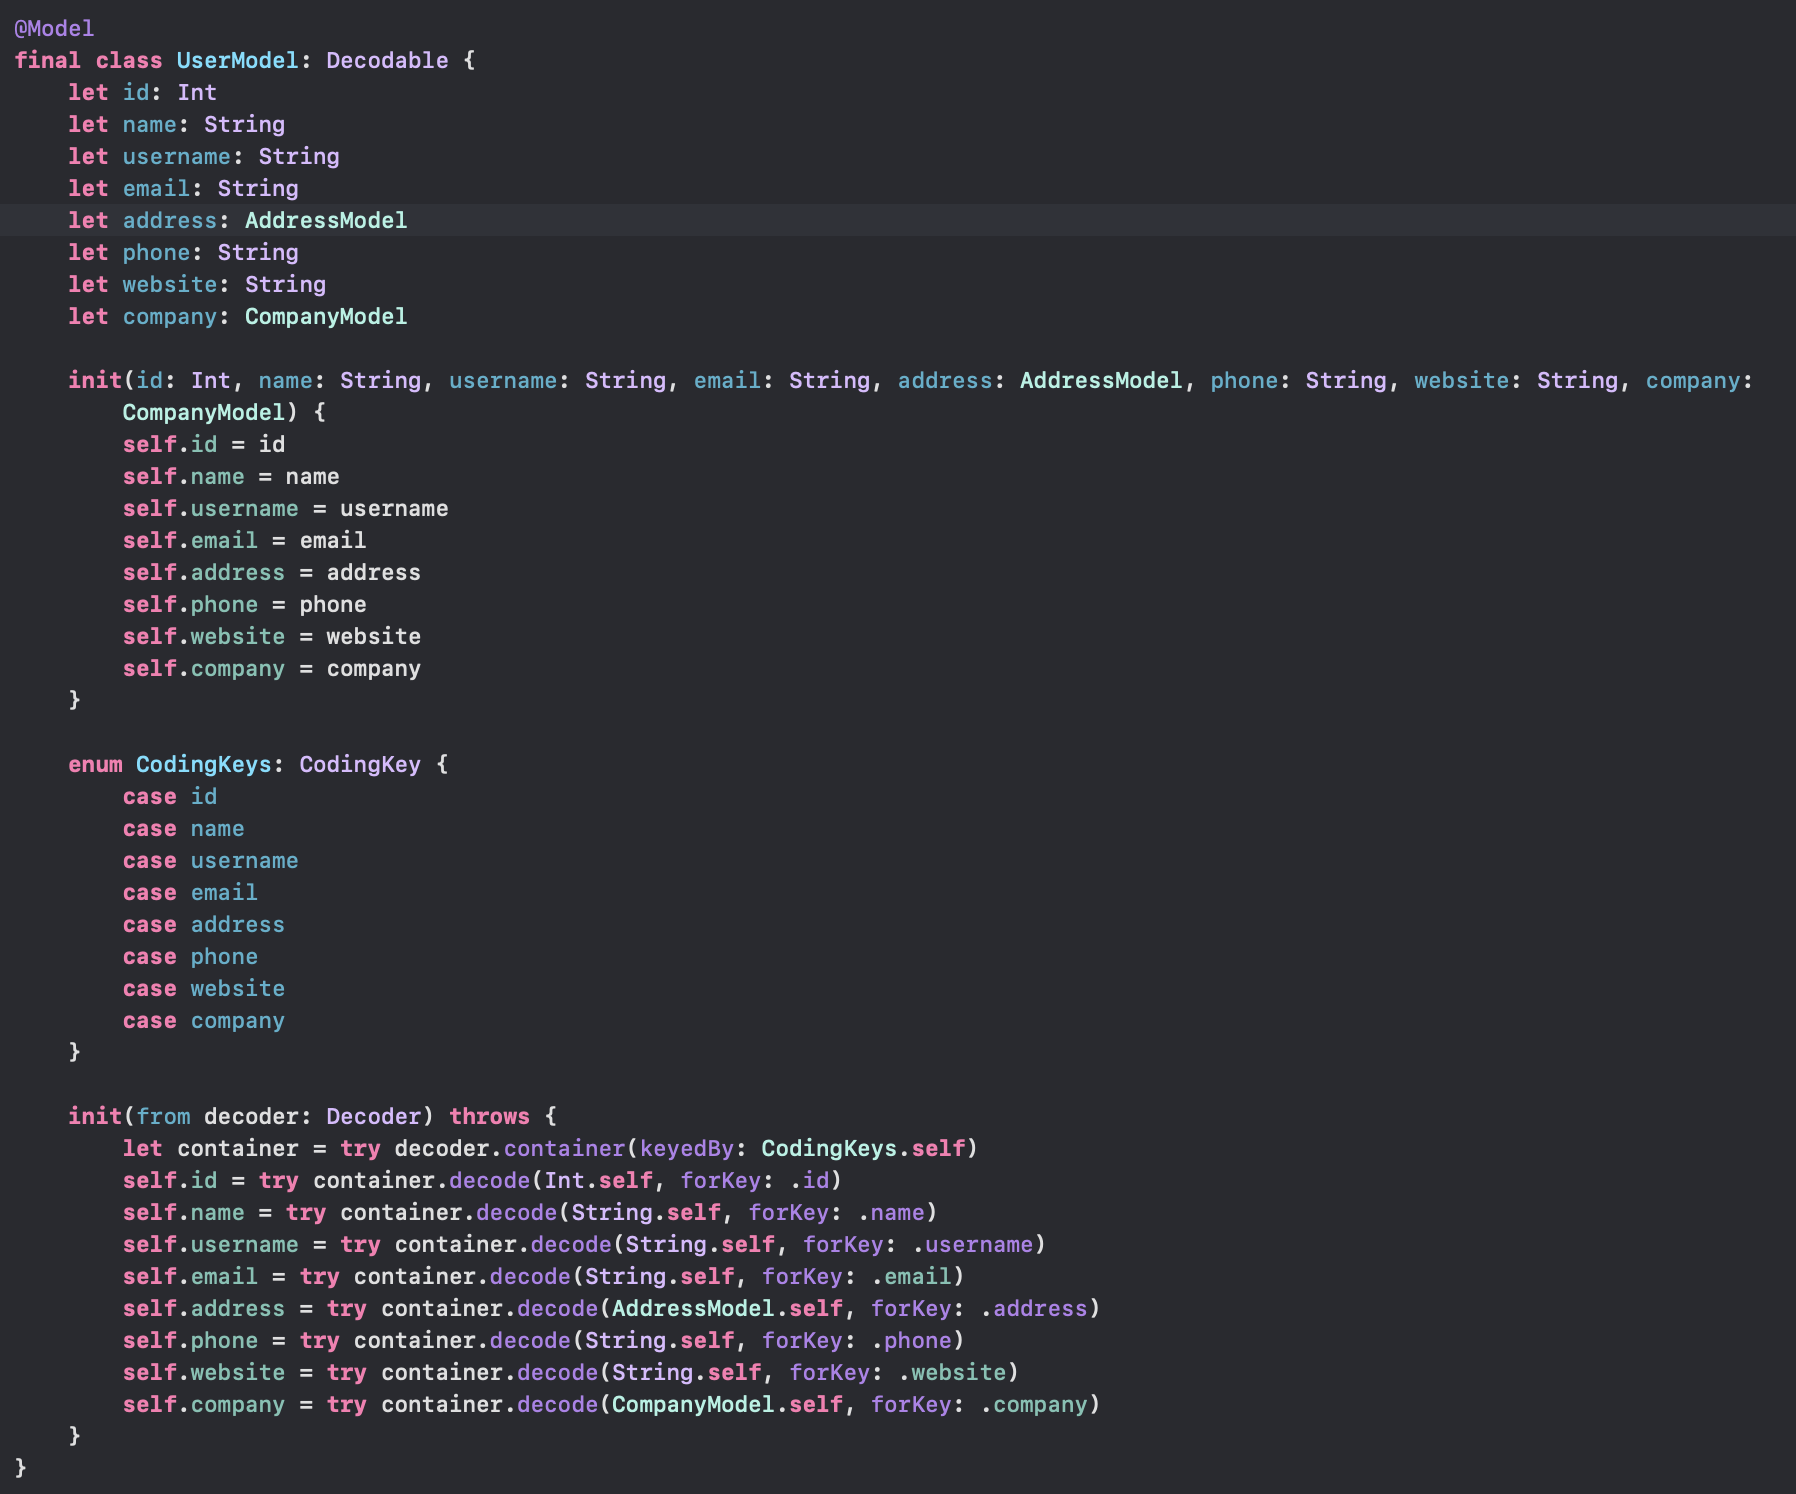 @Model
final class UserModel: Decodable {
    let id: Int
    let name: String
    let username: String
    let email: String
    let address: AddressModel
    let phone: String
    let website: String
    let company: CompanyModel

    init(id: Int, name: String, username: String, email: String, address: AddressModel, phone: String, website: String, company:
        CompanyModel) {
        self.id = id
        self.name = name
        self.username = username
        self.email = email
        self.address = address
        self.phone = phone
        self.website = website
        self.company = company
    }

    enum CodingKeys: CodingKey {
        case id
        case name
        case username
        case email
        case address
        case phone
        case website
        case company
    }

    init(from decoder: Decoder) throws {
        let container = try decoder.container(keyedBy: CodingKeys.self)
        self.id = try container.decode(Int.self, forKey: .id)
        self.name = try container.decode(String.self, forKey: .name)
        self.username = try container.decode(String.self, forKey: .username)
        self.email = try container.decode(String.self, forKey: .email)
        self.address = try container.decode(AddressModel.self, forKey: .address)
        self.phone = try container.decode(String.self, forKey: .phone)
        self.website = try container.decode(String.self, forKey: .website)
        self.company = try container.decode(CompanyModel.self, forKey: .company)
    }
}